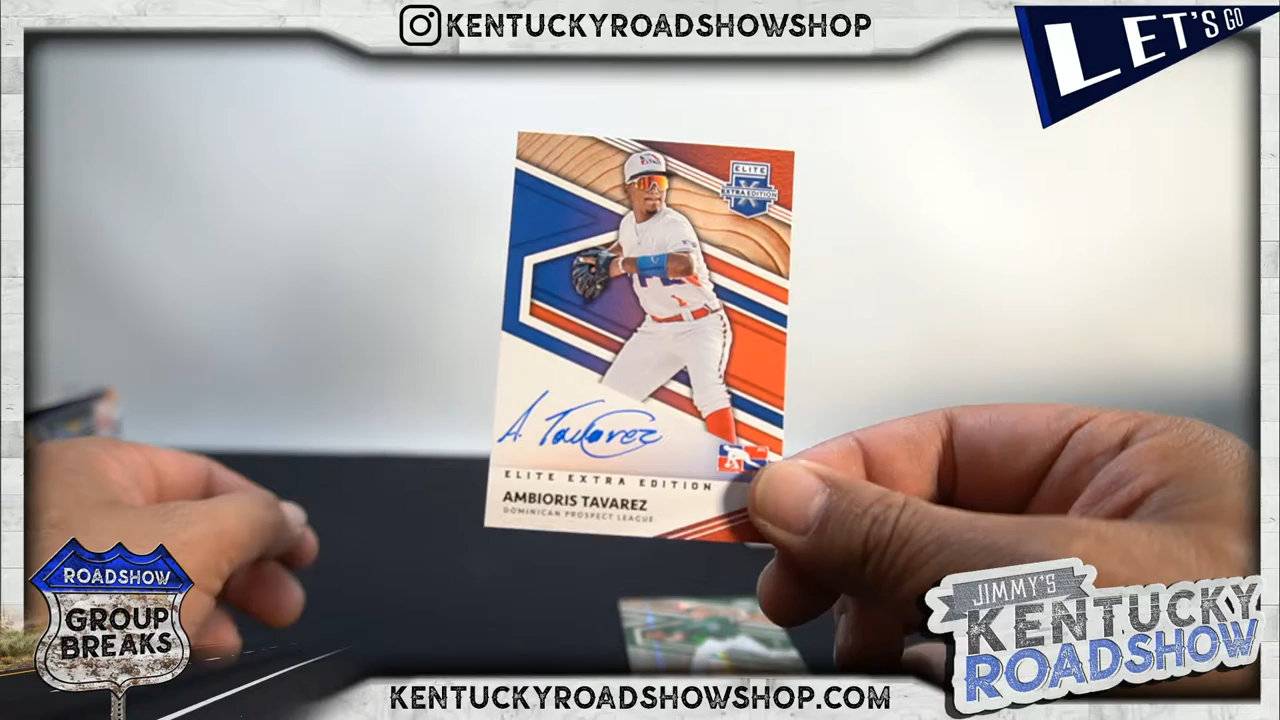 KENTUCKYROADSHOWSHOP
LET'S GO
ELITE
X
EXTRA EDITION
A. Tavarez
ELITE EXTRA EDITION
AMBIORIS TAVAREZ
DOMINICAN PROSPECT LEAGUE
ROADSHOW
GROUP
BREAKS
JIMMY'S
KENTUCKY
ROADSHOW
KENTUCKYROADSHOWSHOP.COM